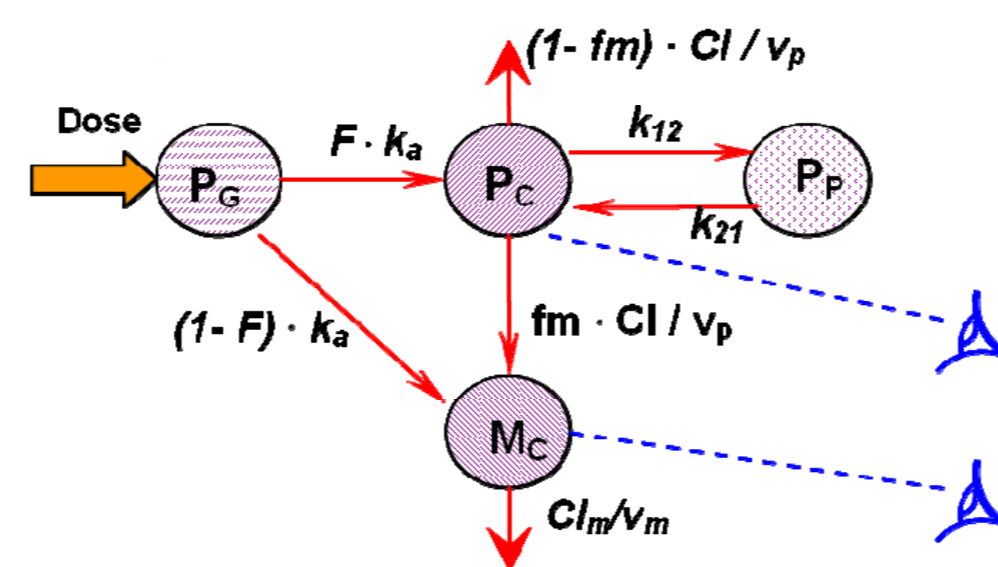 (1- fm) · Cl / vp
Dose
F · ka
k12
PG
PC
PP
k21
(1- F) · ka
fm · Cl / vp
MC
Clm/vm